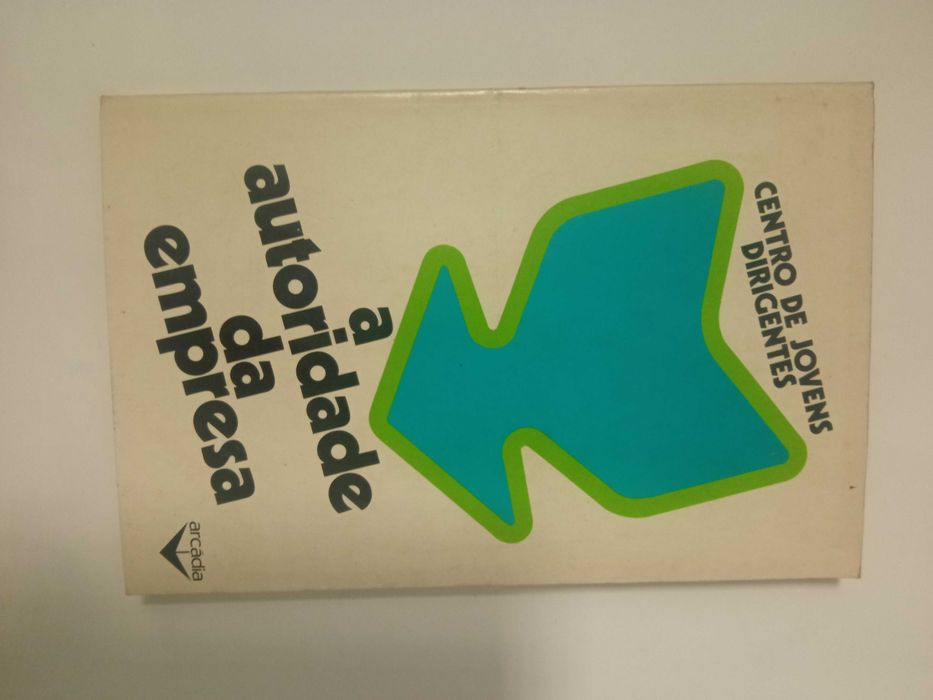 CENTRO DE JOVENS
DIRIGENTES
a
autoridade
da
empresa
arcádia